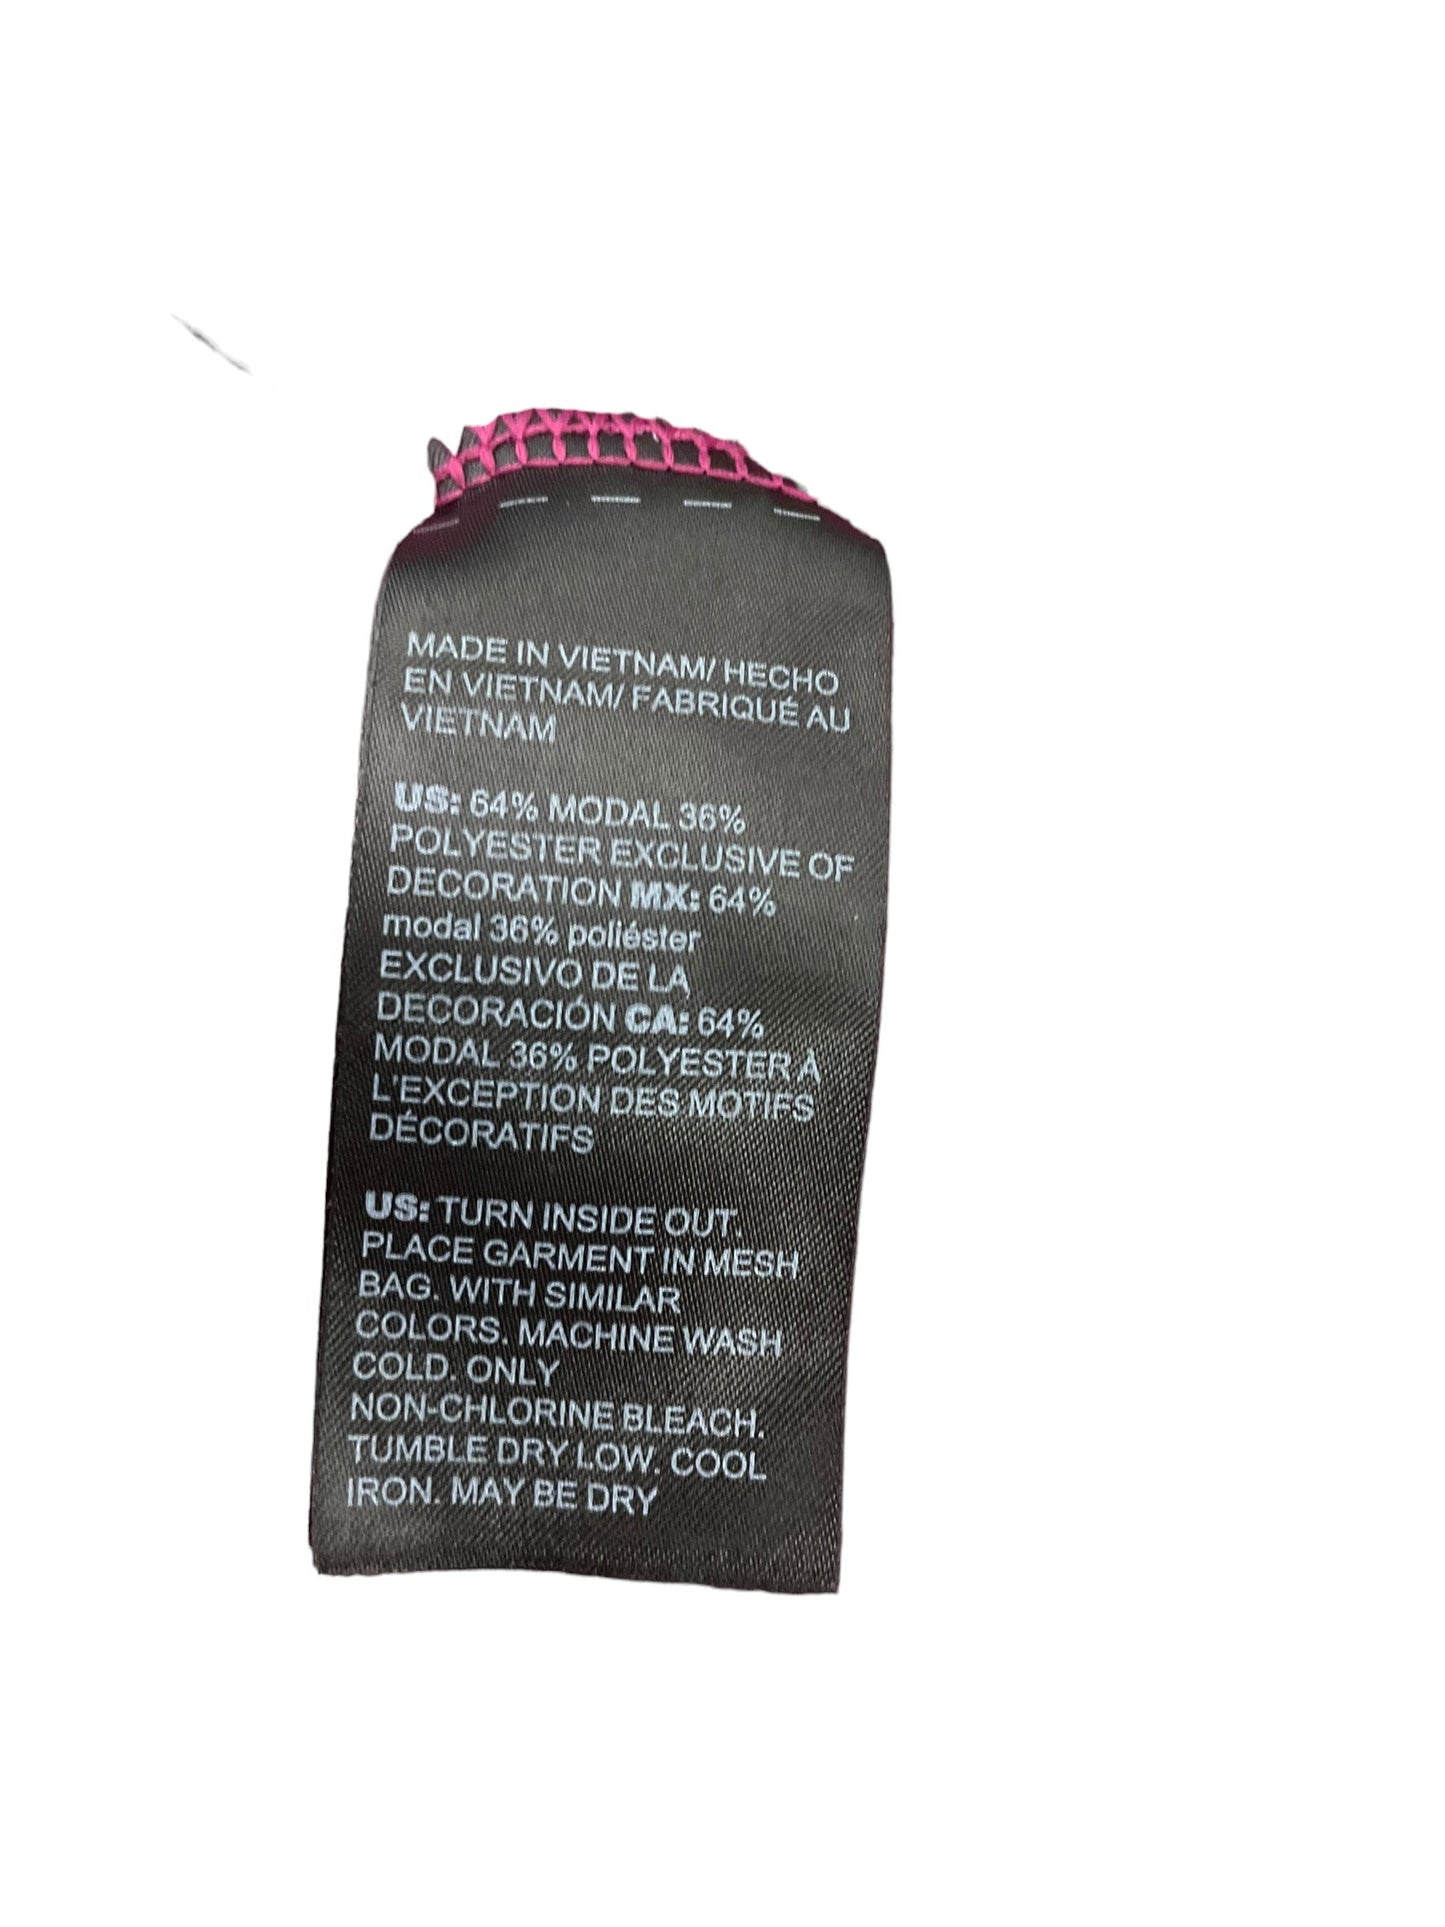 MADE IN VIETNAM/ HECHO
EN VIETNAM/ FABRIQUÉ AU
VIETNAM
US: 64% MODAL 36%
POLYESTER EXCLUSIVE OF
DECORATION MX: 64%
modal 36% poliéster
EXCLUSIVO DE LA
DECORACIÓN CA: 64%
MODAL 36% POLYESTER À
L'EXCEPTION DES MOTIFS
DÉCORATIFS
US: TURN INSIDE OUT.
PLACE GARMENT IN MESH
BAG. WITH SIMILAR
COLORS. MACHINE WASH
COLD. ONLY
NON-CHLORINE BLEACH.
TUMBLE DRY LOW. COOL
IRON. MAY BE DRY